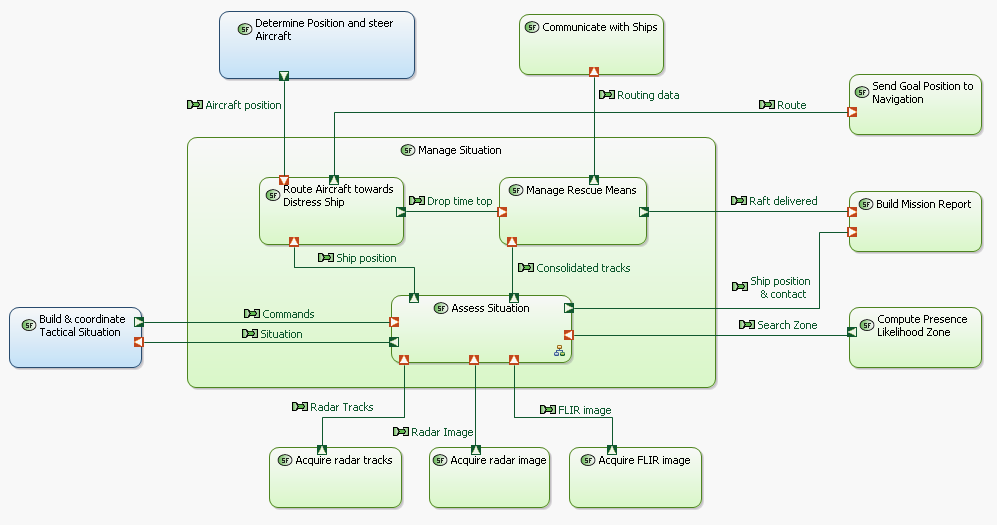 SF Determine Position and steer
Aircraft
SF Communicate with Ships
SF Send Goal Position to
Navigation
Aircraft position
Routing data
Route
SF Manage Situation
SF Route Aircraft towards
Distress Ship
Drop time top
SF Manage Rescue Means
Raft delivered
SF Build Mission Report
Ship position
Consolidated tracks
Ship position
& contact
SF Build & coordinate
Tactical Situation
Commands
Situation
SF Assess Situation
Search Zone
SF Compute Presence
Likelihood Zone
Radar Tracks
Radar Image
FLIR image
SF Acquire radar tracks
SF Acquire radar image
SF Acquire FLIR image